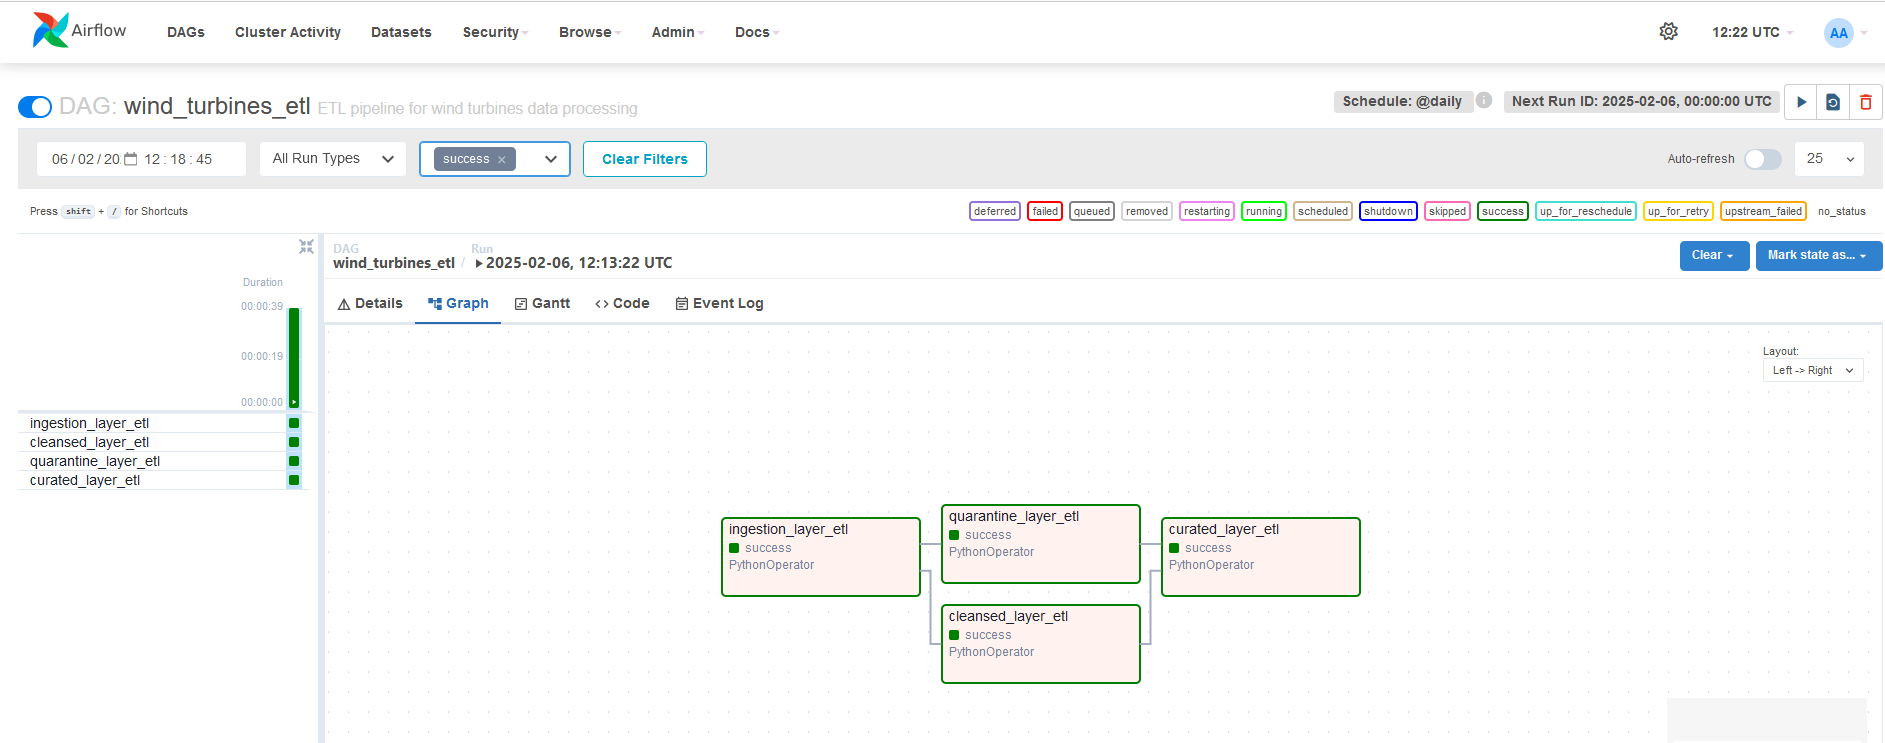 Airflow DAGs Cluster Activity Datasets Security Browse Admin Docs 12:22 UTC AA
DAG: wind_turbines_etl ETL pipeline for wind turbines data processing Schedule: @daily i Next Run ID: 2025-02-06, 00:00:00 UTC
06/02/20 12:18:45 All Run Types success × Clear Filters Auto-refresh 25
Press shift + / for Shortcuts deferred failed queued removed restarting running scheduled shutdown skipped success up_for_reschedule up_for_retry upstream_failed no_status
DAG Run
wind_turbines_etl / 2025-02-06, 12:13:22 UTC Clear Mark state as...
Duration
00:00:39
00:00:19
00:00:00
ingestion_layer_etl
cleansed_layer_etl
quarantine_layer_etl
curated_layer_etl
Details Graph Gantt Code Event Log
Layout:
Left -> Right
ingestion_layer_etl
success
PythonOperator
quarantine_layer_etl
success
PythonOperator
cleansed_layer_etl
success
PythonOperator
curated_layer_etl
success
PythonOperator